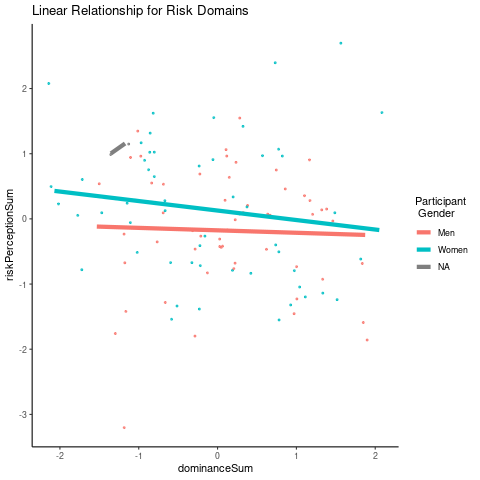 Linear Relationship for Risk Domains
riskPerceptionSum
2
1
0
-1
-2
-3
-2
-1
0
1
2
dominanceSum
Participant
Gender
Men
Women
NA